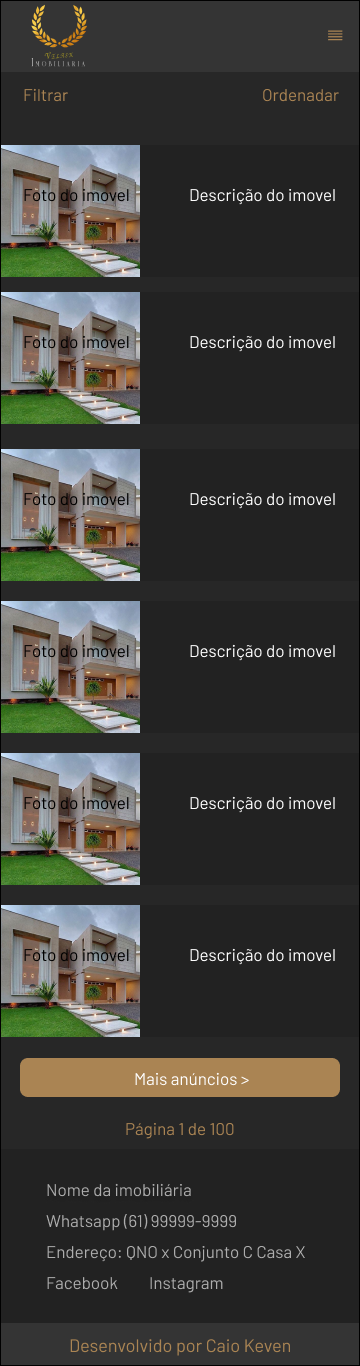 Imobiliaria
Filtrar
Ordenadar
Foto do imovel
Descrição do imovel
Foto do imovel
Descrição do imovel
Foto do imovel
Descrição do imovel
Foto do imovel
Descrição do imovel
Foto do imovel
Descrição do imovel
Foto do imovel
Descrição do imovel
Mais anúncios >
Página 1 de 100
Nome da imobiliária
Whatsapp (61) 99999-9999
Endereço: QNO x Conjunto C Casa X
Facebook Instagram
Desenvolvido por Caio Keven